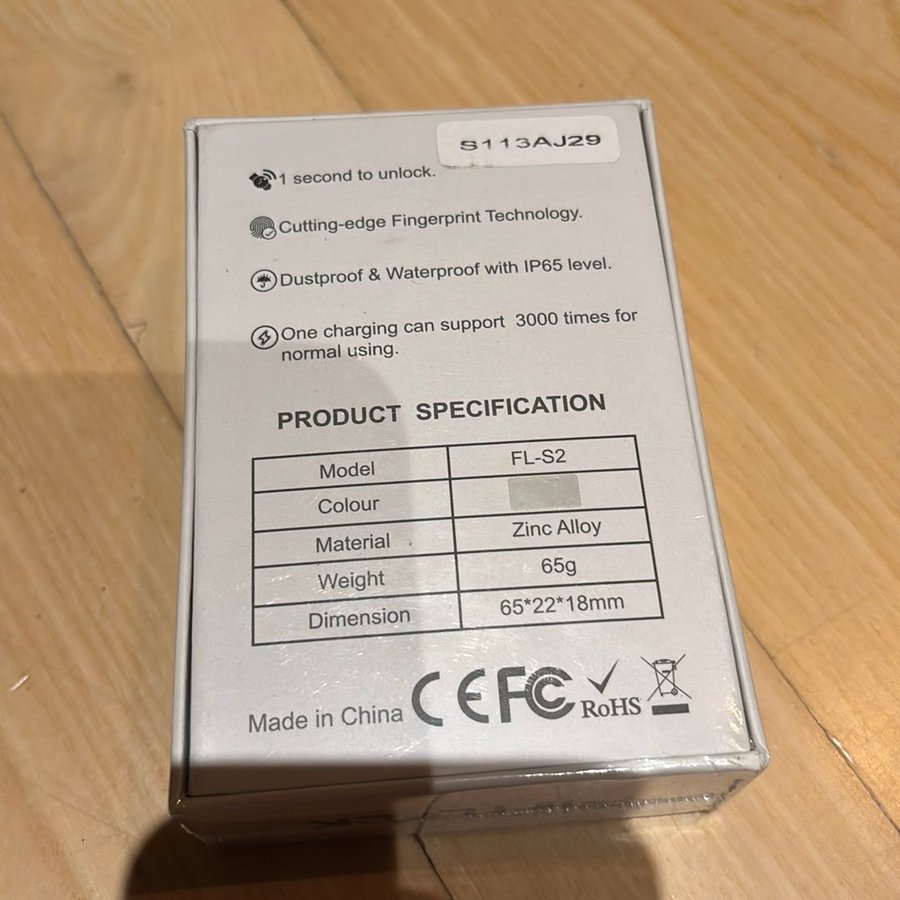 S113AJ29
1 second to unlock.
Cutting-edge Fingerprint Technology.
Dustproof & Waterproof with IP65 level.
One charging can support 3000 times for
normal using.
PRODUCT SPECIFICATION
Model FL-S2
Colour
Material Zinc Alloy
Weight 65g
Dimension 65*22*18mm
Made in China CE FC RoHS